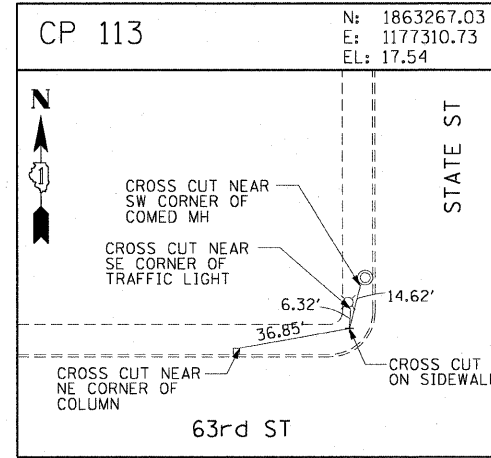 CP 113
N: 1863267.03
E: 1177310.73
EL: 17.54
N
1
STATE ST
CROSS CUT NEAR
SW CORNER OF
COMED MH
CROSS CUT NEAR
SE CORNER OF
TRAFFIC LIGHT
6.32'
14.62'
36.85'
CROSS CUT NEAR
NE CORNER OF
COLUMN
CROSS CUT
ON SIDEWAL
63rd ST